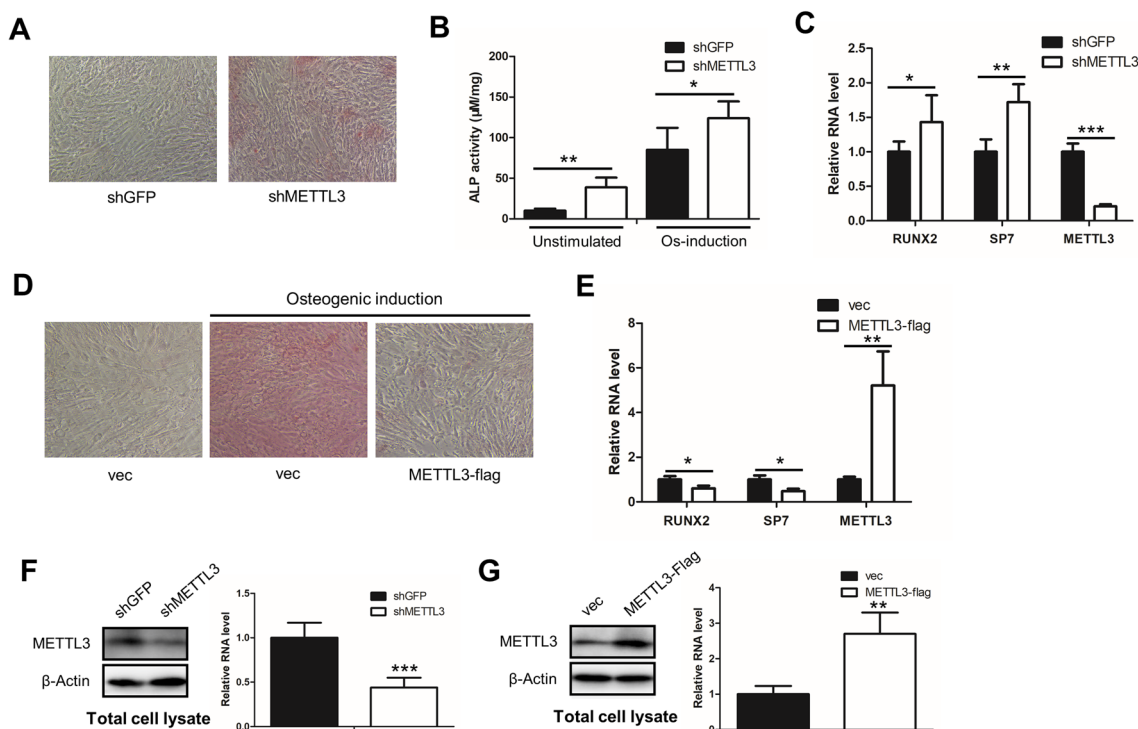 A
shGFP
shMETTL3
B
shGFP
shMETTL3
ALP activity (μM/mg)
200
150
100
50
0
**
*
Unstimulated
Os-induction
C
shGFP
shMETTL3
Relative RNA level
2.5
2.0
1.5
1.0
0.5
0.0
*
**
***
RUNX2
SP7
METTL3
D
Osteogenic induction
vec
vec
METTL3-flag
E
vec
METTL3-flag
Relative RNA level
8
6
4
2
0
*
*
**
RUNX2
SP7
METTL3
F
shGFP
shMETTL3
METTL3
β-Actin
Total cell lysate
shGFP
shMETTL3
Relative RNA level
1.5
1.0
0.5
0.0
***
G
vec
METTL3-Flag
METTL3
β-Actin
Total cell lysate
vec
METTL3-flag
Relative RNA level
4
3
2
1
0
**